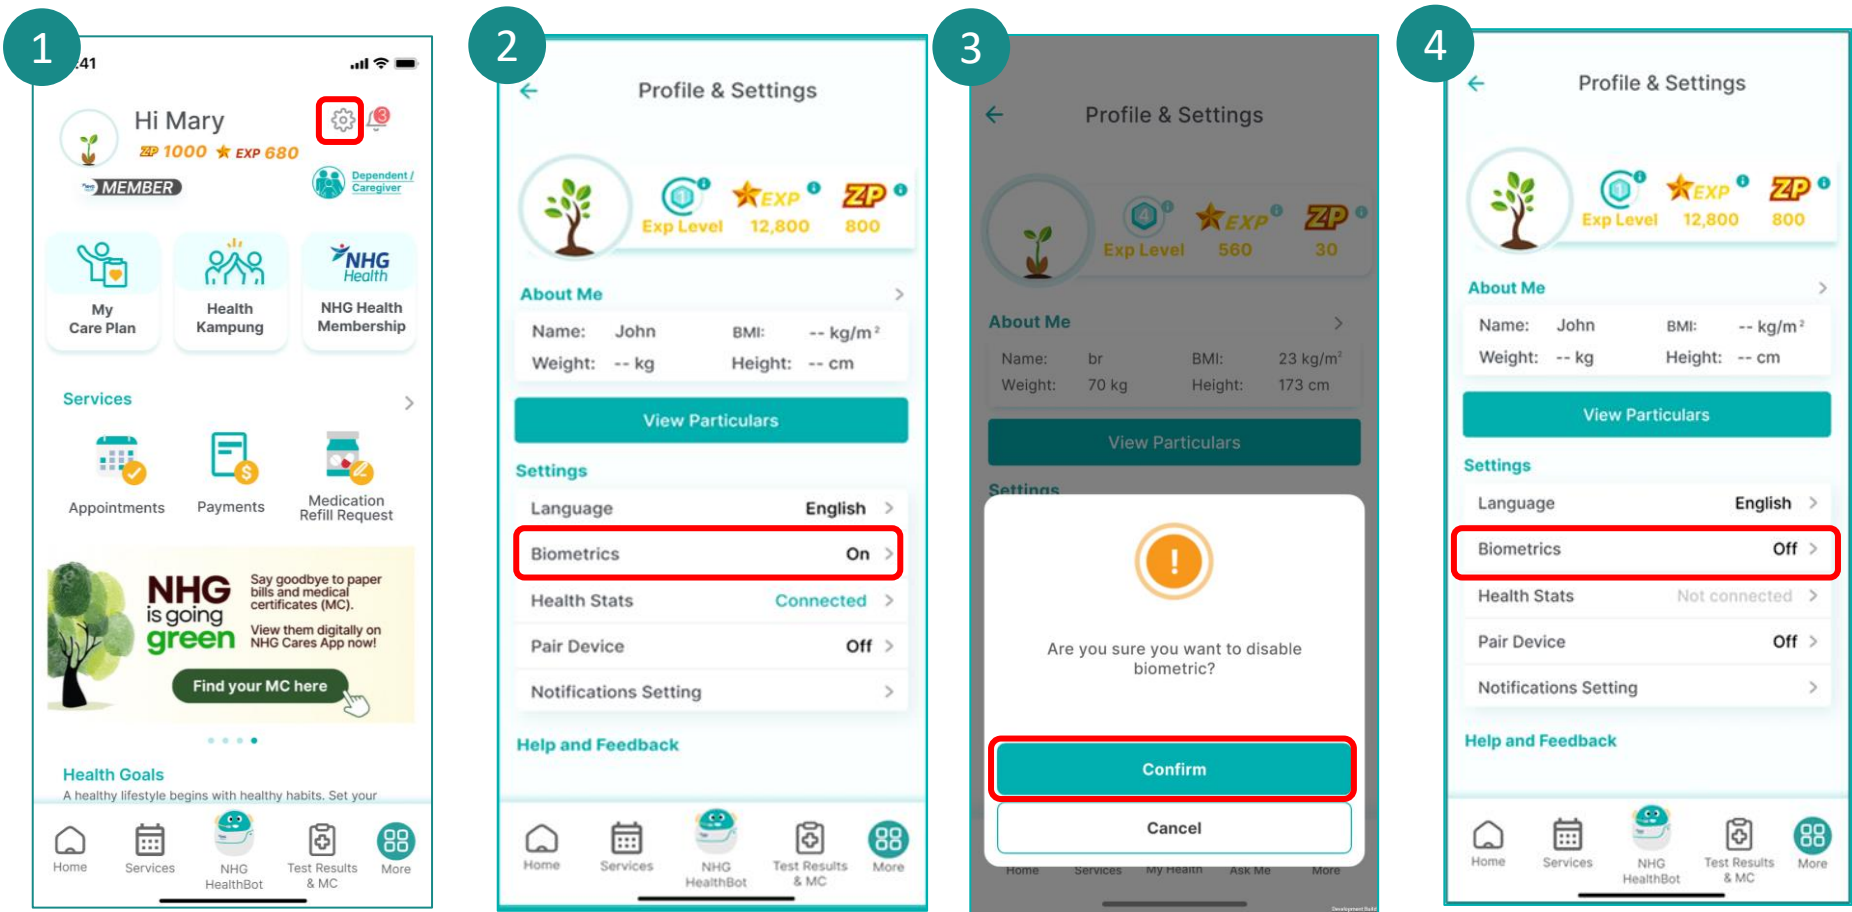 1
:41
Hi Mary
3
ZP 1000 EXP 680
MEMBER
Dependent /
Caregiver
My
Care Plan
Health
Kampung
NHG
Health
NHG Health
Membership
Services
Appointments
Payments
Medication
Refill Request
NHG
is going
green
Say goodbye to paper
bills and medical
certificates (MC).
View them digitally on
NHG Cares App now!
Find your MC here
Health Goals
A healthy lifestyle begins with healthy habits. Set your
Home
Services
NHG
HealthBot
Test Results
& MC
More
2
Profile & Settings
1
EXP
ZP
Exp Level 12,800 800
About Me
Name: John BMI: -- kg/m²
Weight: -- kg Height: -- cm
View Particulars
Settings
Language English
Biometrics On
Health Stats Connected
Pair Device Off
Notifications Setting
Help and Feedback
Home
Services
NHG
HealthBot
Test Results
& MC
More
3
Profile & Settings
4
EXP
ZP
Exp Level 560 30
About Me
Name: br BMI: 23 kg/m²
Weight: 70 kg Height: 173 cm
View Particulars
Settings
!
Are you sure you want to disable
biometric?
Confirm
Cancel
Home Services My Health Ask Me More
Development Build
4
Profile & Settings
1
EXP
ZP
Exp Level 12,800 800
About Me
Name: John BMI: -- kg/m²
Weight: -- kg Height: -- cm
View Particulars
Settings
Language English
Biometrics Off
Health Stats Not connected
Pair Device Off
Notifications Setting
Help and Feedback
Home
Services
NHG
HealthBot
Test Results
& MC
More